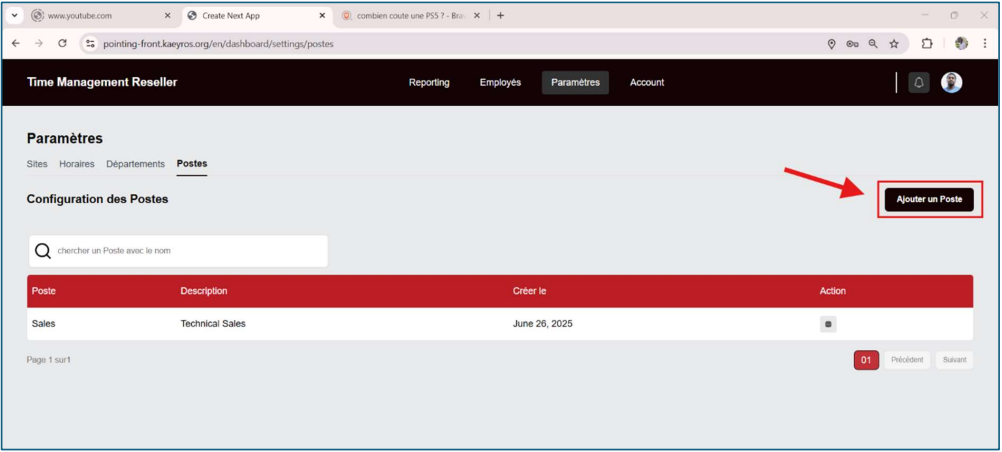 www.youtube.com
Create Next App
combien coute une PS5 ? - Brav
pointing-front.kaeyros.org/en/dashboard/settings/postes
Time Management Reseller
Reporting Employés Paramètres Account
Paramètres
Sites Horaires Départements Postes
Configuration des Postes
Ajouter un Poste
chercher un Poste avec le nom
Poste Description Créer le Action
Sales Technical Sales June 26, 2025
Page 1 sur1
01 Précédent Suivant